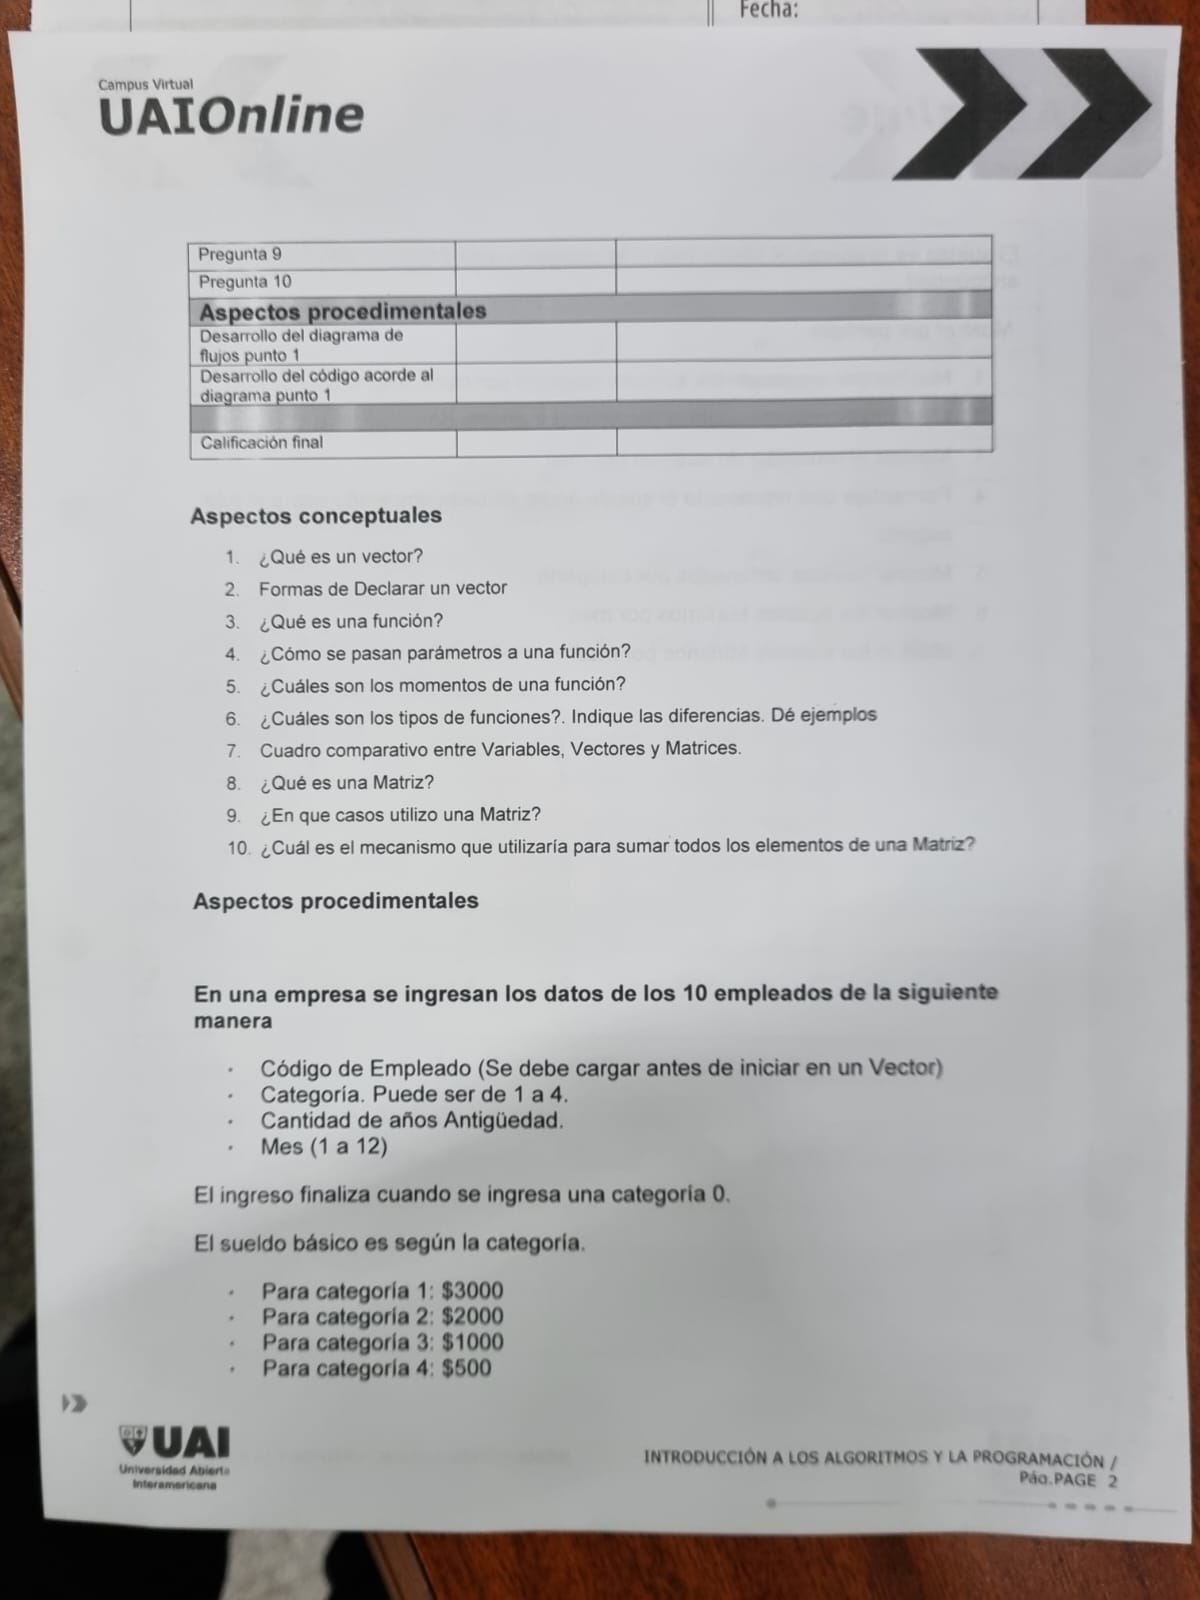 Fecha:
Campus Virtual
UAIOnline
Pregunta 9
Pregunta 10
Aspectos procedimentales
Desarrollo del diagrama de
flujos punto 1
Desarrollo del código acorde al
diagrama punto 1
Calificación final
Aspectos conceptuales
1. ¿Qué es un vector?
2. Formas de Declarar un vector
3. ¿Qué es una función?
4. ¿Cómo se pasan parámetros a una función?
5. ¿Cuáles son los momentos de una función?
6. ¿Cuáles son los tipos de funciones?. Indique las diferencias. Dé ejemplos
7. Cuadro comparativo entre Variables, Vectores y Matrices.
8. ¿Qué es una Matriz?
9. ¿En que casos utilizo una Matriz?
10. ¿Cuál es el mecanismo que utilizaría para sumar todos los elementos de una Matriz?
Aspectos procedimentales
En una empresa se ingresan los datos de los 10 empleados de la siguiente
manera
· Código de Empleado (Se debe cargar antes de iniciar en un Vector)
· Categoría. Puede ser de 1 a 4.
· Cantidad de años Antigüedad.
· Mes (1 a 12)
El ingreso finaliza cuando se ingresa una categoría 0.
El sueldo básico es según la categoría.
· Para categoría 1: $3000
· Para categoría 2: $2000
· Para categoría 3: $1000
· Para categoría 4: $500
UAI
Universidad Abierta
Interamericana
INTRODUCCIÓN A LOS ALGORITMOS Y LA PROGRAMACIÓN /
Pág.PAGE 2